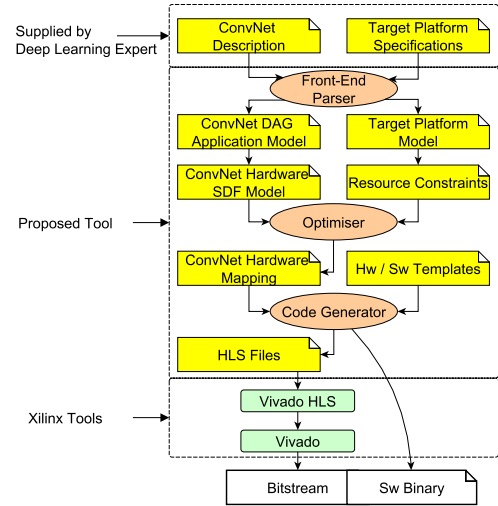 Supplied by
Deep Learning Expert
ConvNet
Description
Target Platform
Specifications
Front-End
Parser
ConvNet DAG
Application Model
Target Platform
Model
ConvNet Hardware
SDF Model
Resource Constraints
Proposed Tool
Optimiser
ConvNet Hardware
Mapping
Hw / Sw Templates
Code Generator
HLS Files
Xilinx Tools
Vivado HLS
Vivado
Bitstream
Sw Binary